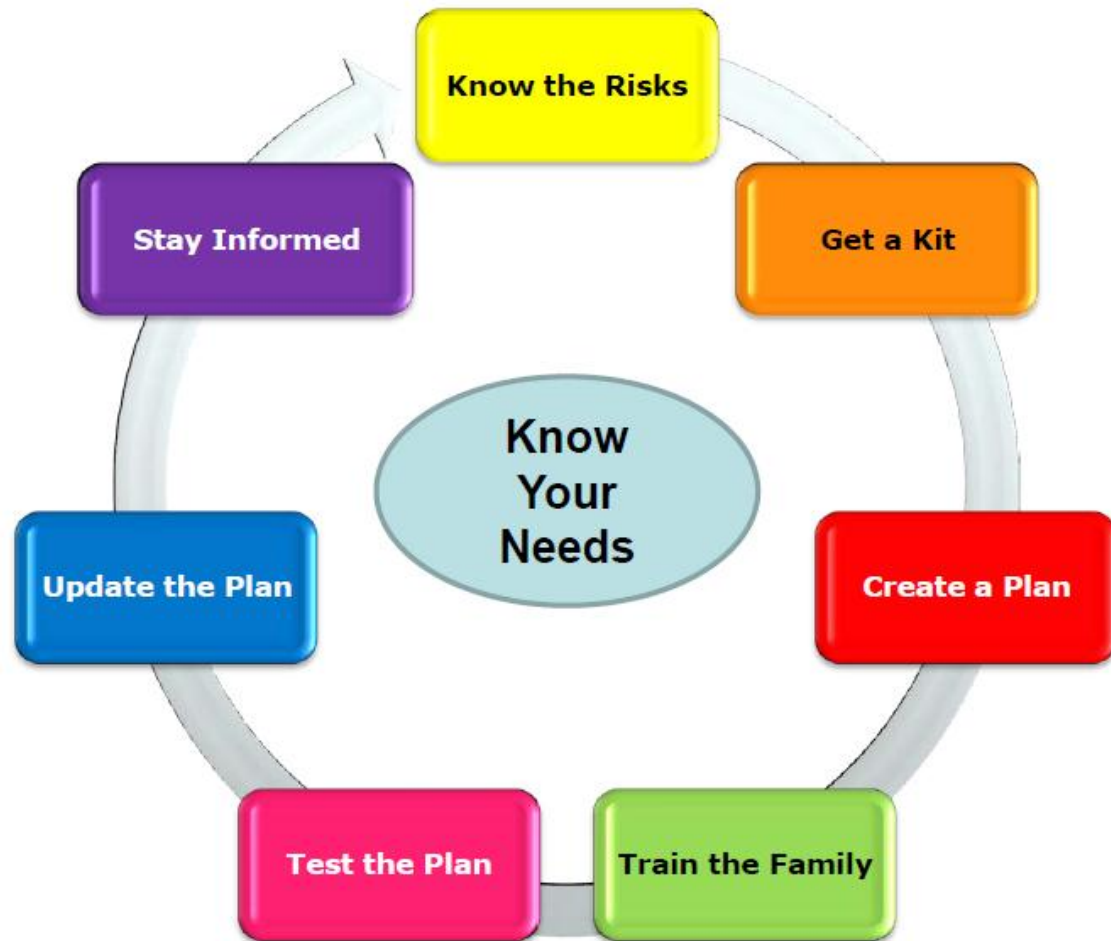 Know the Risks
Get a Kit
Create a Plan
Train the Family
Test the Plan
Update the Plan
Stay Informed
Know
Your
Needs